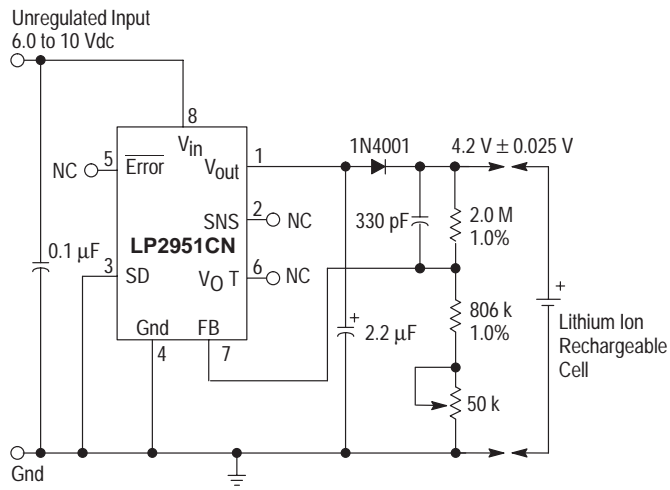 Unregulated Input
6.0 to 10 Vdc
8
Vin
5
NC
Error
Vout
1
1N4001
4.2 V ± 0.025 V
SNS
2
NC
330 pF
2.0 M
1.0%
LP2951CN
0.1 µF
3
SD
VO T
6
NC
806 k
1.0%
Gnd
FB
4
7
+
2.2 µF
+
Lithium Ion
Rechargeable
Cell
50 k
Gnd